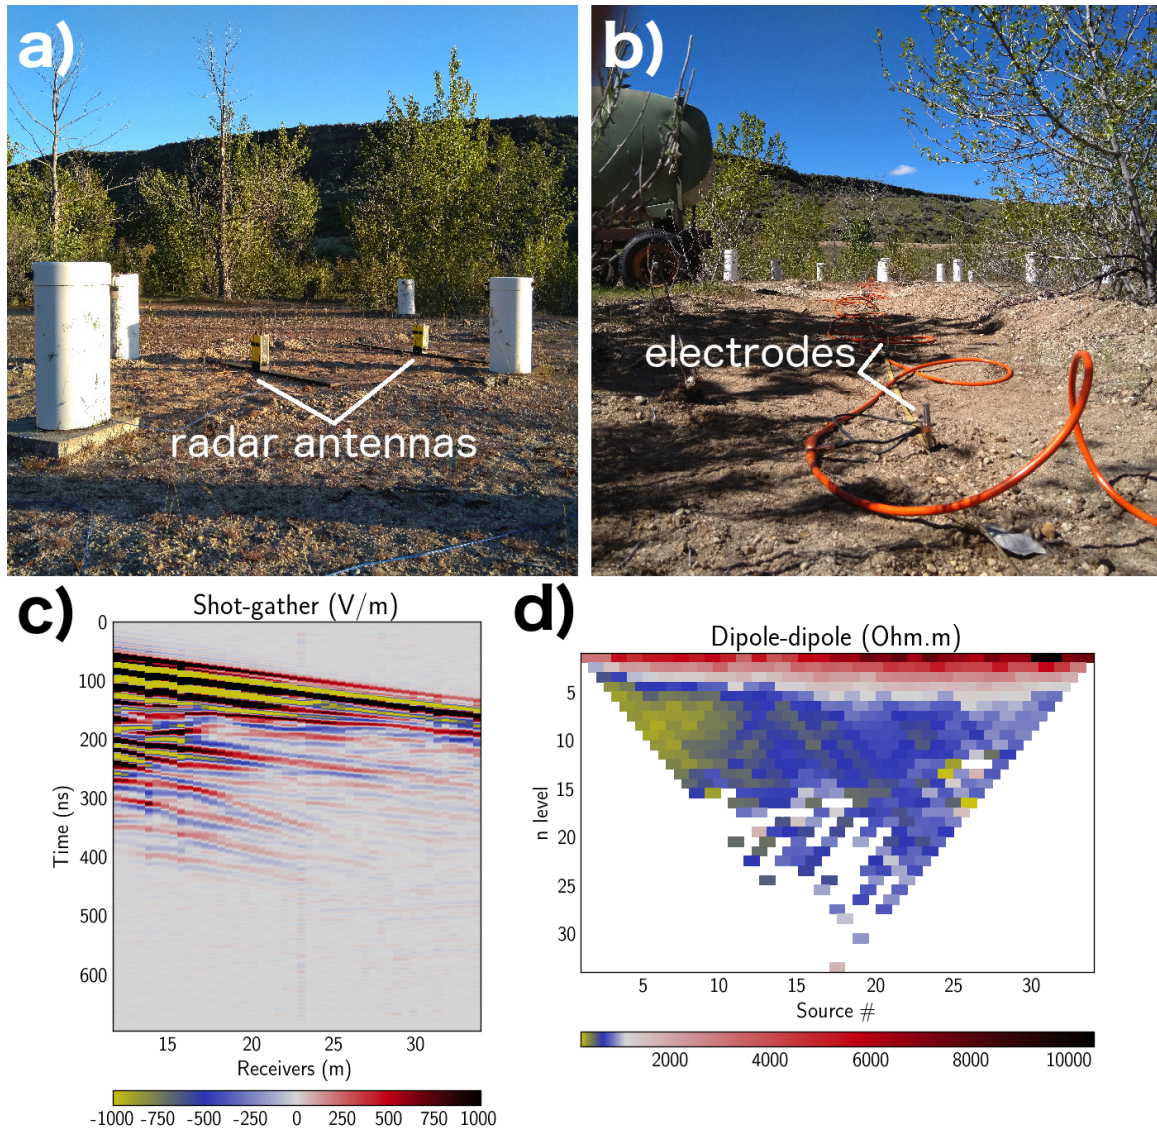 a)
radar antennas
b)
electrodes
c)
Shot-gather (V/m)
0
100
200
300
400
500
600
Time (ns)
15 20 25 30
Receivers (m)
-1000 -750 -500 -250 0 250 500 750 1000
d)
Dipole-dipole (Ohm.m)
5
10
15
20
25
30
n level
5 10 15 20 25 30
Source #
2000 4000 6000 8000 10000